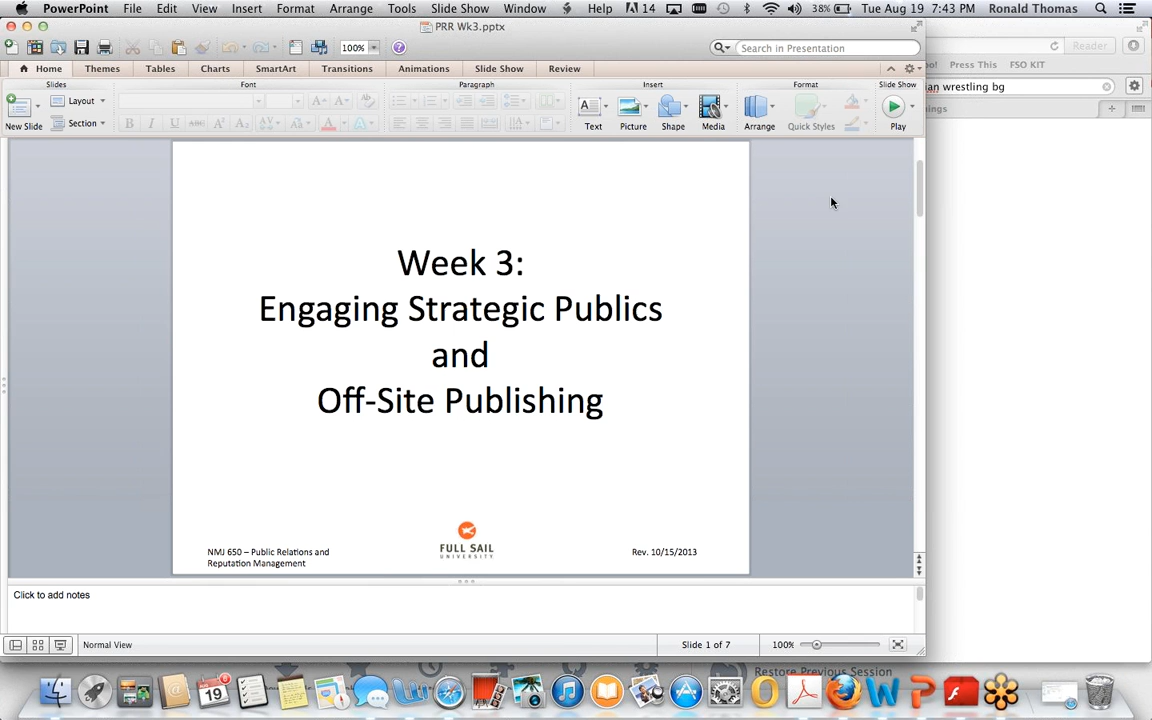 PowerPoint File Edit View Insert Format Arrange Tools Slide Show Window Help 14 38% Tue Aug 19 7:43 PM Ronald Thomas
PRR Wk3.pptx
100% Search in Presentation Reader
Home Themes Tables Charts SmartArt Transitions Animations Slide Show Review
Press This FSO KIT
Slides Font Paragraph Insert Format Slide Show
Layout
wrestling bg
Section
New Slide Text Picture Shape Media Arrange Quick Styles Play
Week 3:
Engaging Strategic Publics
and
Off-Site Publishing
FULL SAIL
UNIVERSITY
NMJ 650 – Public Relations and
Reputation Management
Rev. 10/15/2013
Click to add notes
Normal View Slide 1 of 7 100%
Restore Previous Session
19